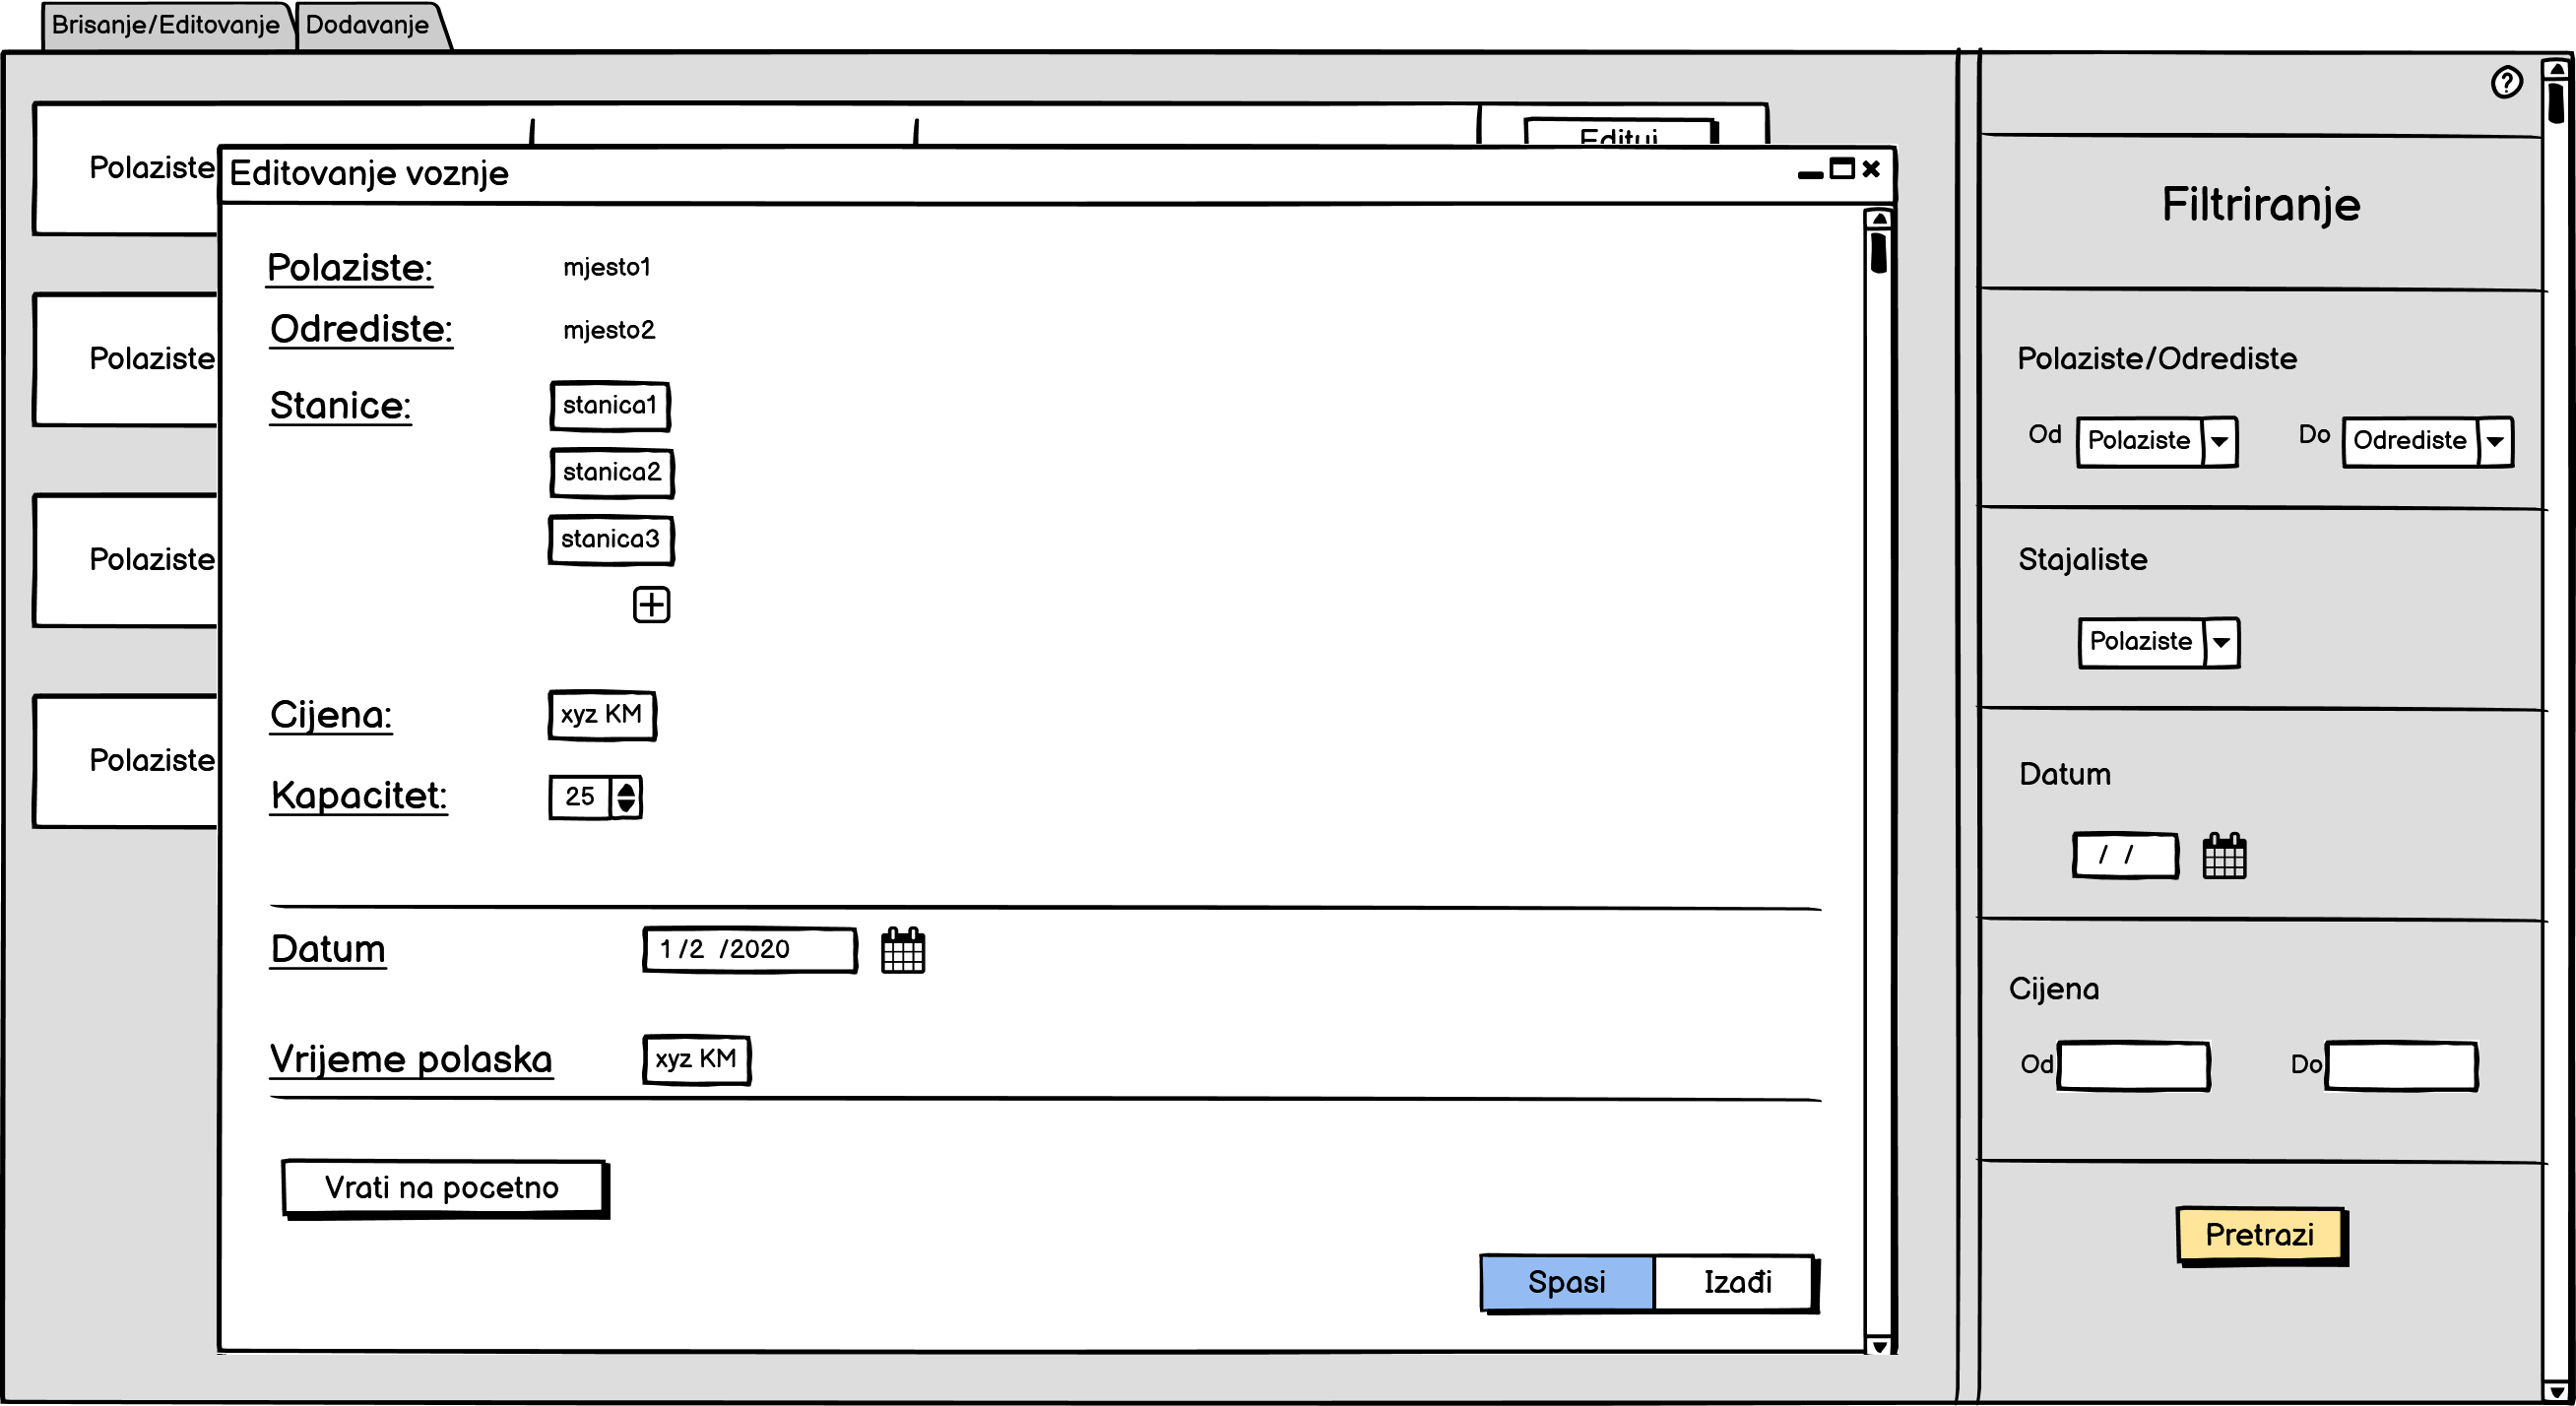 Brisanje/Editovanje
Dodavanje
Polaziste
Polaziste
Polaziste
Polaziste
Edituj
Editovanje voznje
Polaziste: mjesto1
Odrediste: mjesto2
Stanice: stanica1
stanica2
stanica3
Cijena: xyz KM
Kapacitet: 25
Datum 1 /2 /2020
Vrijeme polaska xyz KM
Vrati na pocetno
Spasi Izađi
?
Filtriranje
Polaziste/Odrediste
Od Polaziste Do Odrediste
Stajaliste
Polaziste
Datum
/ /
Cijena
Od Do
Pretrazi